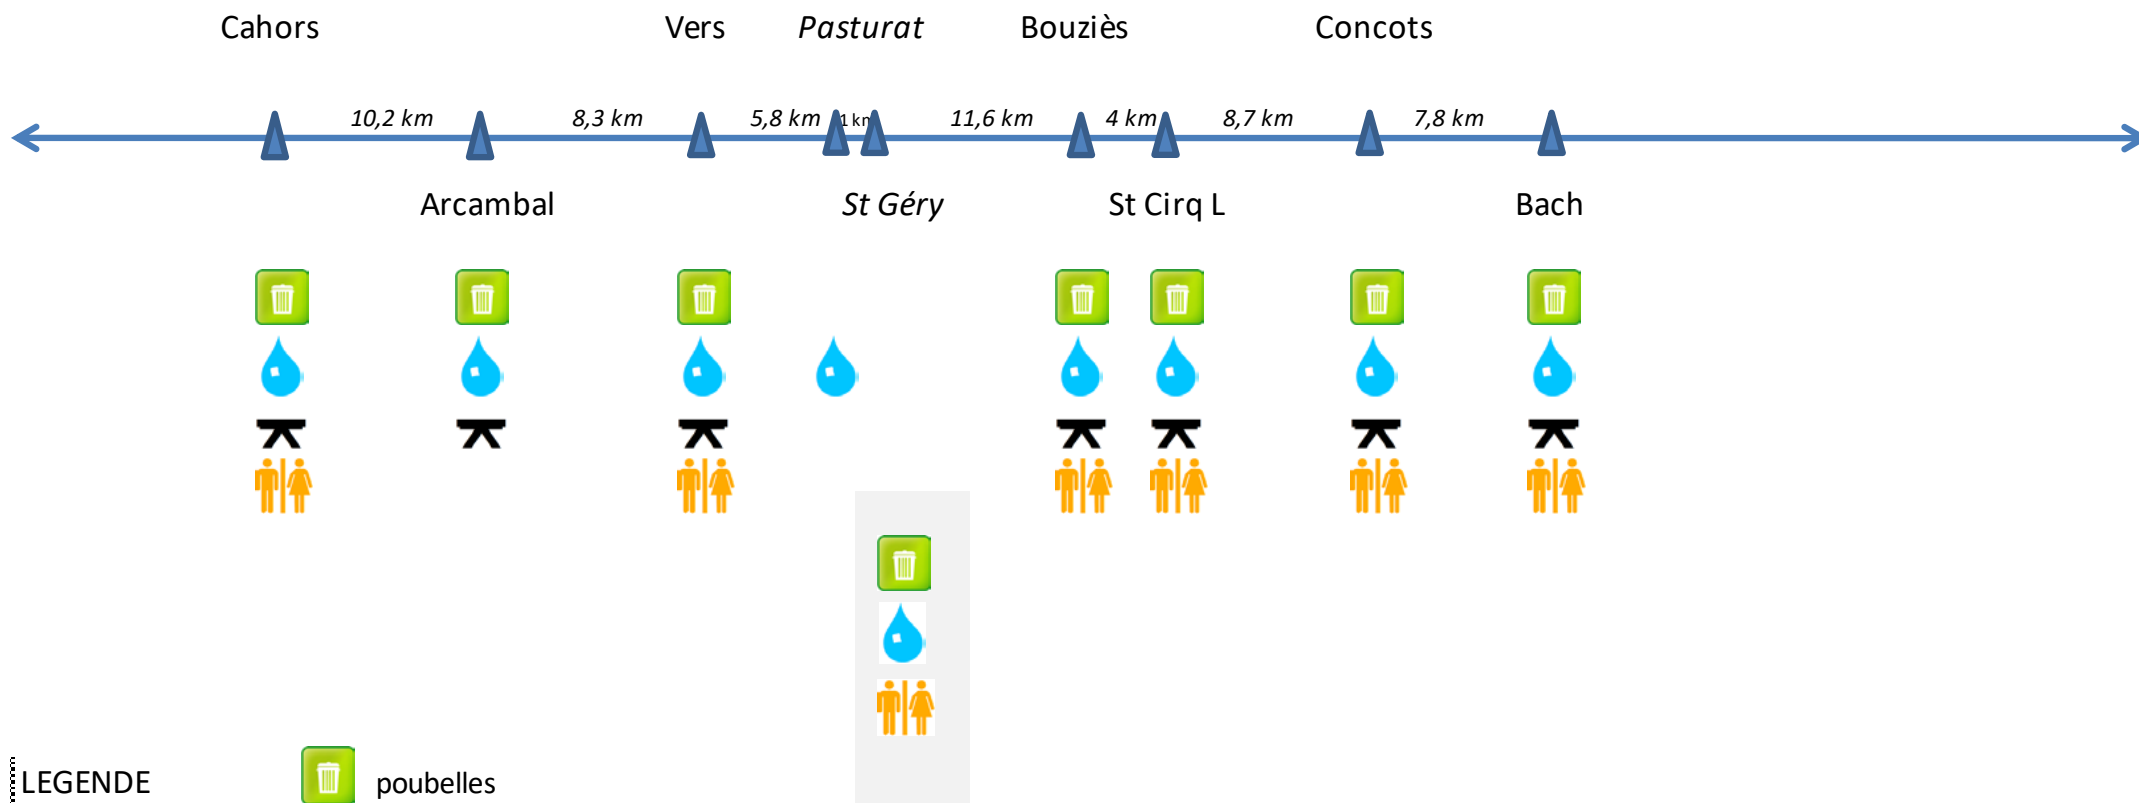 Cahors Vers Pasturat Bouziès Concots
10,2 km 8,3 km 5,8 km 1 km 11,6 km 4 km 8,7 km 7,8 km
Arcambal St Géry St Cirq L Bach
LEGENDE poubelles